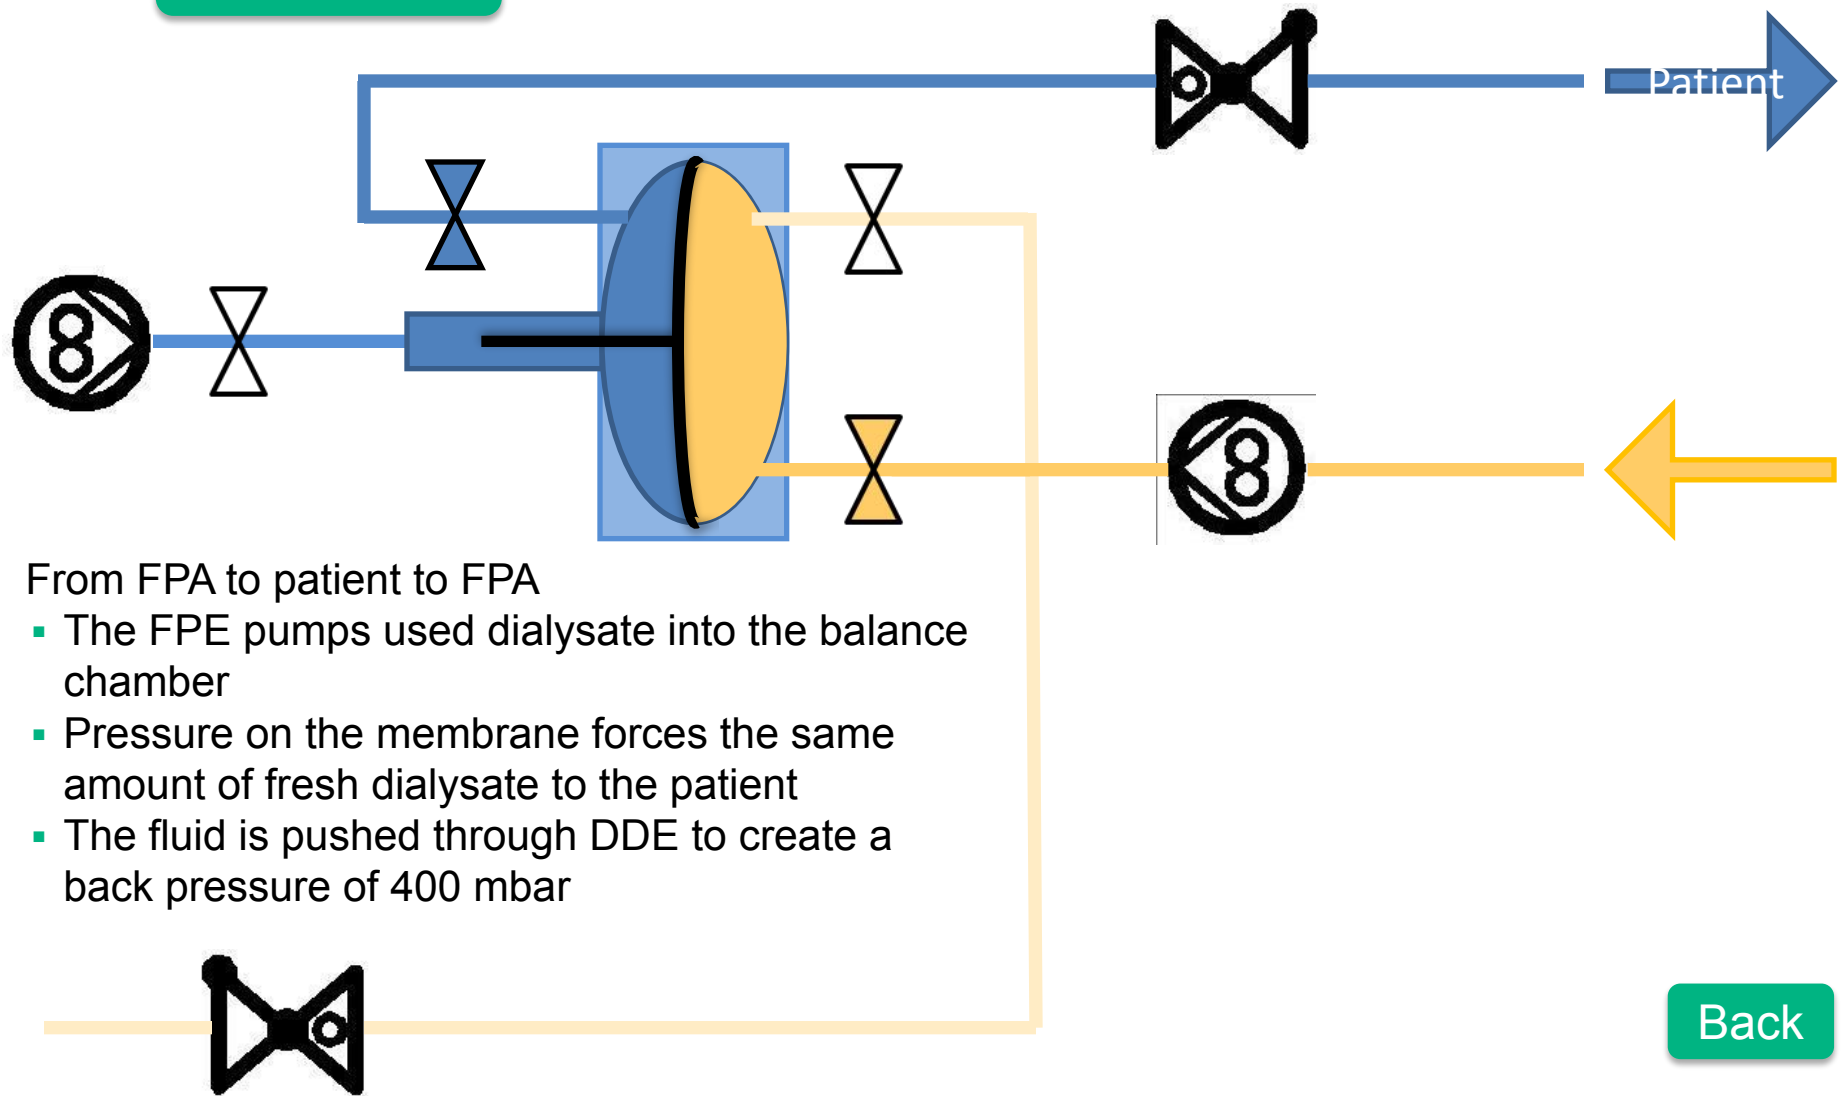 Patient
From FPA to patient to FPA
▪ The FPE pumps used dialysate into the balance
chamber
▪ Pressure on the membrane forces the same
amount of fresh dialysate to the patient
▪ The fluid is pushed through DDE to create a
back pressure of 400 mbar
Back